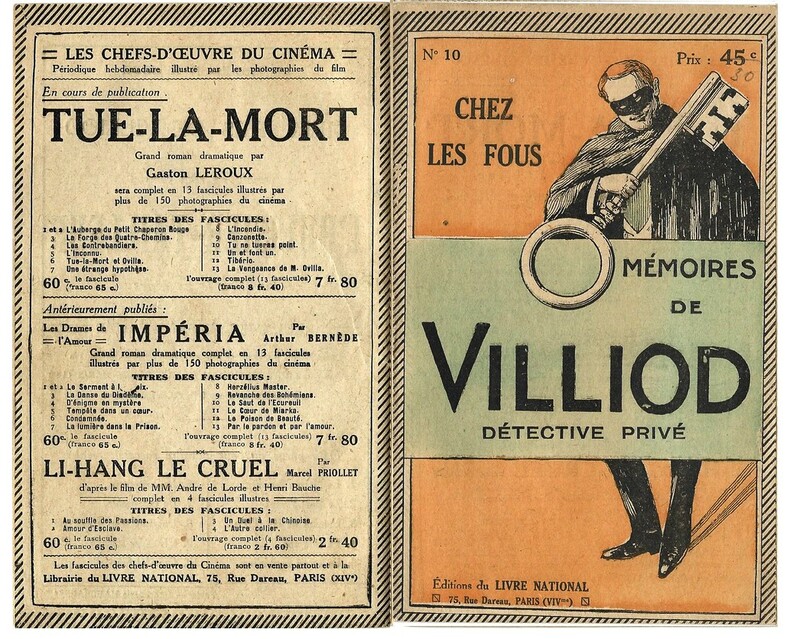 LES CHEFS-D'ŒUVRE DU CINÉMA
Périodique hebdomadaire illustré par les photographies du film
En cours de publication.
TUE-LA-MORT
Grand roman dramatique par
Gaston LEROUX
sera complet en 13 fascicules illustrés par
plus de 150 photographies du cinéma
TITRES DES FASCICULES :
1 et 2 L'Auberge du Petit Chaperon Rouge
3 La Forge des Quatre-Chemins.
4 Les Contrebandiers.
5 L'Inconnu.
6 Tue-la-Mort et Ovilla.
7 Une étrange hypothèse.
8 L'Incendie.
9 Canzonette.
10 Tu ne tueras point.
11 Un et font un.
12 Tibério.
13 La Vengeance de M. Ovilla.
60 c. le fascicule (franco 65 c.)
l'ouvrage complet (13 fascicules) (franco 8 fr. 40) 7 fr. 80
Antérieurement publiés :
Les Drames de l'Amour = IMPÉRIA Par Arthur BERNÈDE
Grand roman dramatique complet en 13 fascicules
illustrés par plus de 150 photographies du cinéma
TITRES DES FASCICULES :
1 et 2 Le Serment à la
3 La Danse du Diadème.
4 D'énigme en mystère
5 Tempête dans un cœur.
6 Condamnée.
7 La lumière dans la Prison.
8 Herzélius Master.
9 Revanche des Bohémiens.
10 Le Saut de l'Ecureuil
11 Le Cœur de Miarka.
12 Le Poison de Beauté.
13 Par le pardon et par l'amour.
60 c. le fascicule (franco 65 c.)
l'ouvrage complet (13 fascicules) (franco 8 fr. 40) 7 fr. 80
LI-HANG LE CRUEL Par Marcel PRIOLLET
d'après le film de MM. André de Lorde et Henri Bauche
complet en 4 fascicules illustres
TITRES DES FASCICULES :
1 Au souffle des Passions.
2 Amour d'Esclave.
3 Un Duel à la Chinoise.
4 L'Autre collier.
60 c. le fascicule (franco 65 c.)
l'ouvrage complet (4 fascicules) (franco 2 fr. 60) 2 fr. 40
Les fascicules des chefs-d'œuvre du Cinéma sont en vente partout et à la
Librairie du LIVRE NATIONAL, 75, Rue Dareau, PARIS (XIVe)
N° 10
Prix : 45 c
30
CHEZ
LES FOUS
MÉMOIRES
DE
VILLIOD
DÉTECTIVE PRIVÉ
Éditions du LIVRE NATIONAL
75, Rue Dareau, PARIS (VIVme)